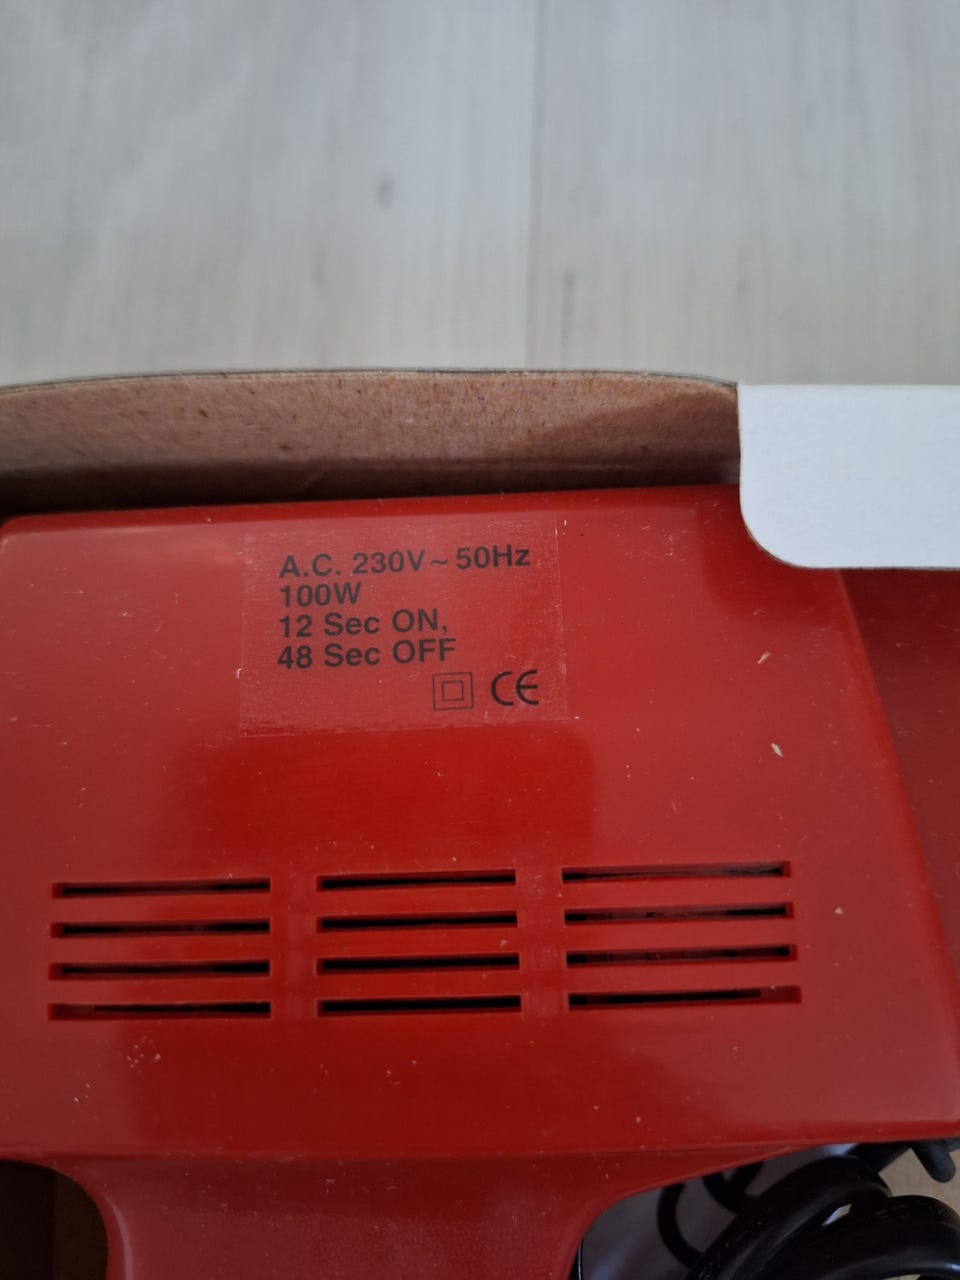 A.C. 230V ~ 50Hz
100W
12 Sec ON,
48 Sec OFF
CE